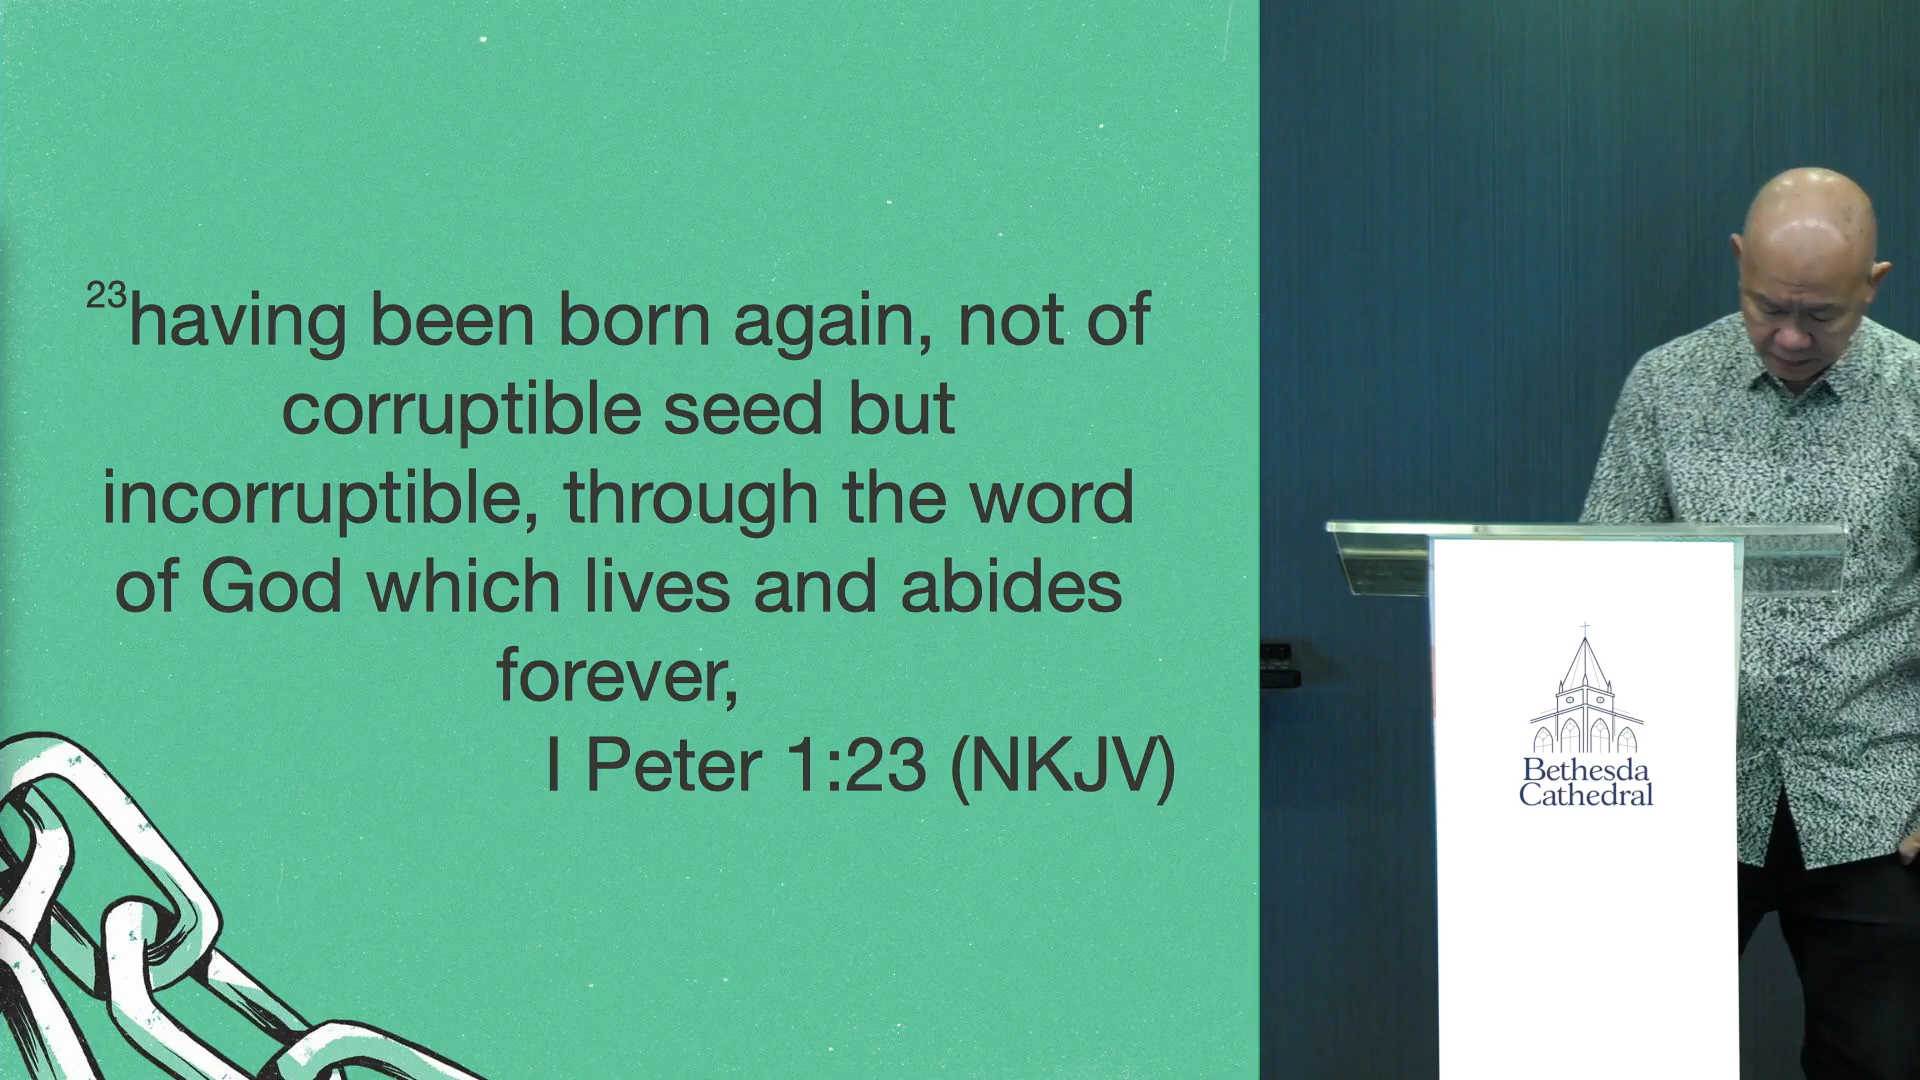 23having been born again, not of
corruptible seed but
incorruptible, through the word
of God which lives and abides
forever,
I Peter 1:23 (NKJV)
Bethesda
Cathedral